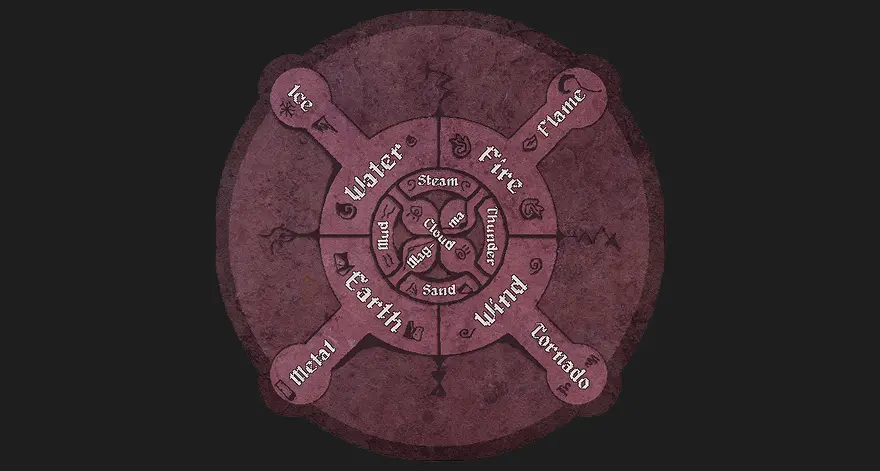 Ice
Flame
Water
Fire
Steam
Mud
Cloud
Mag-
ma
Thunder
Sand
Earth
Wind
Metal
Tornado